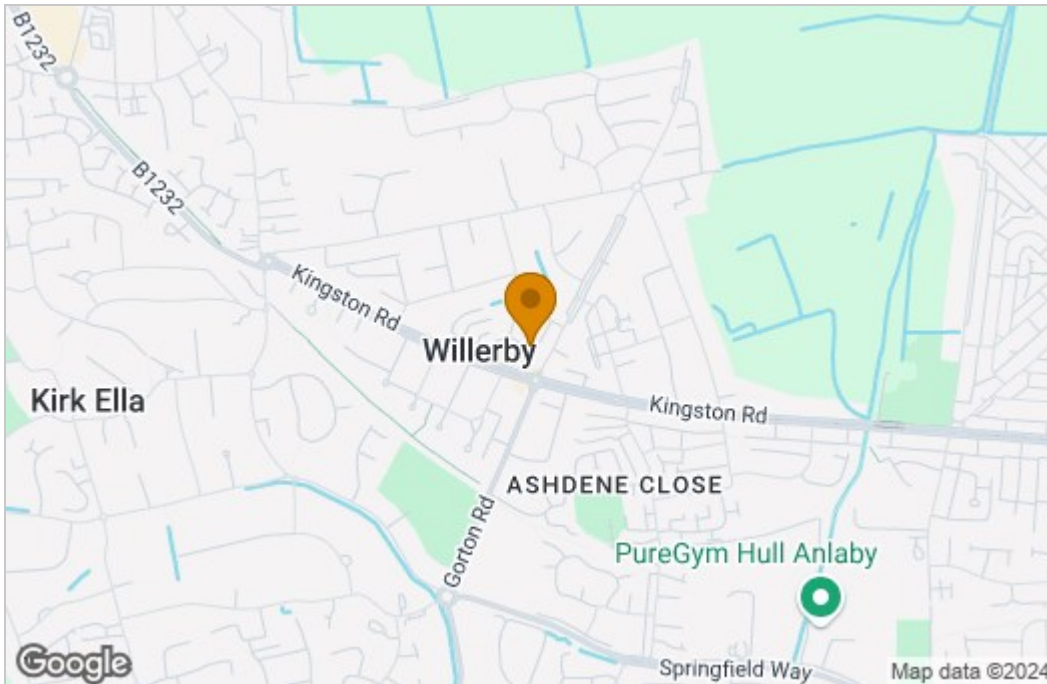 B1232
B1232
Kingston Rd
Willerby
Kirk Ella
Kingston Rd
ASHDENE CLOSE
Gorton Rd
PureGym Hull Anlaby
Springfield Way
Google
Map data ©2024